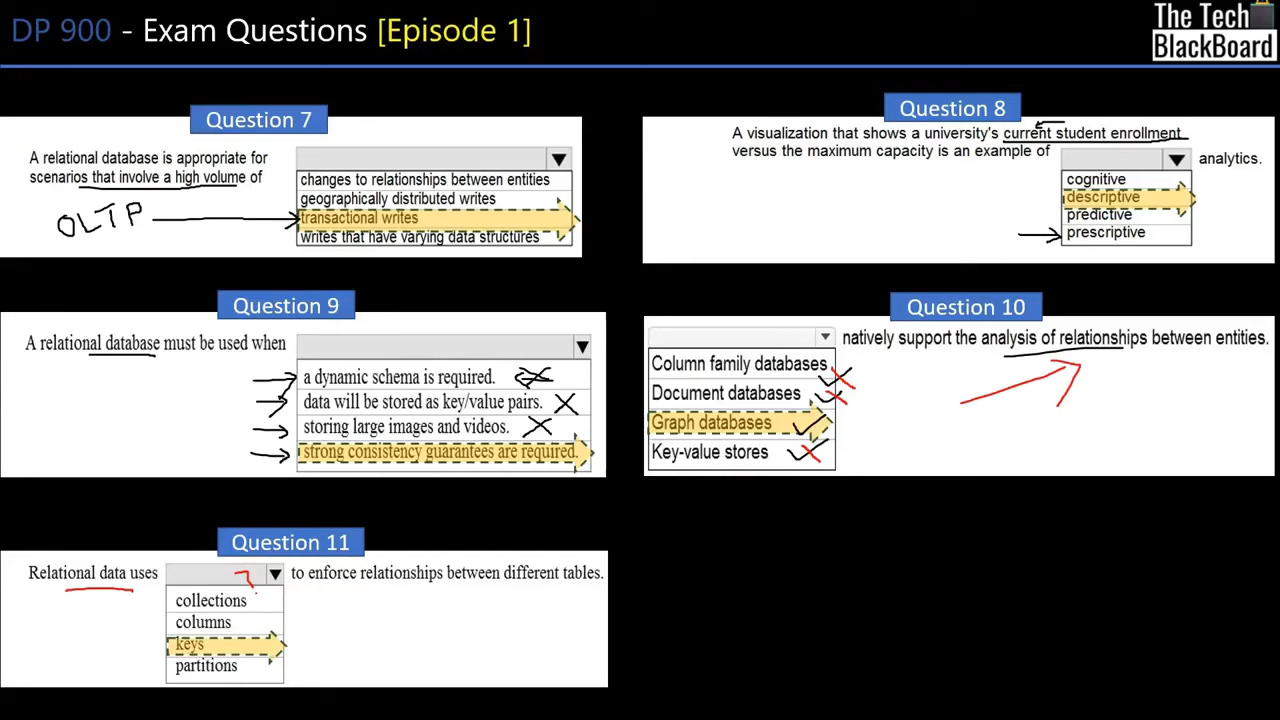 DP 900 - Exam Questions [Episode 1]
The Tech
BlackBoard
Question 7
A relational database is appropriate for
scenarios that involve a high volume of
changes to relationships between entities
geographically distributed writes
transactional writes
writes that have varying data structures
OLTP
Question 8
A visualization that shows a university's current student enrollment
versus the maximum capacity is an example of
analytics.
cognitive
descriptive
predictive
prescriptive
Question 9
A relational database must be used when
a dynamic schema is required.
data will be stored as key/value pairs.
storing large images and videos.
strong consistency guarantees are required.
Question 10
natively support the analysis of relationships between entities.
Column family databases
Document databases
Graph databases
Key-value stores
Question 11
Relational data uses
to enforce relationships between different tables.
collections
columns
keys
partitions